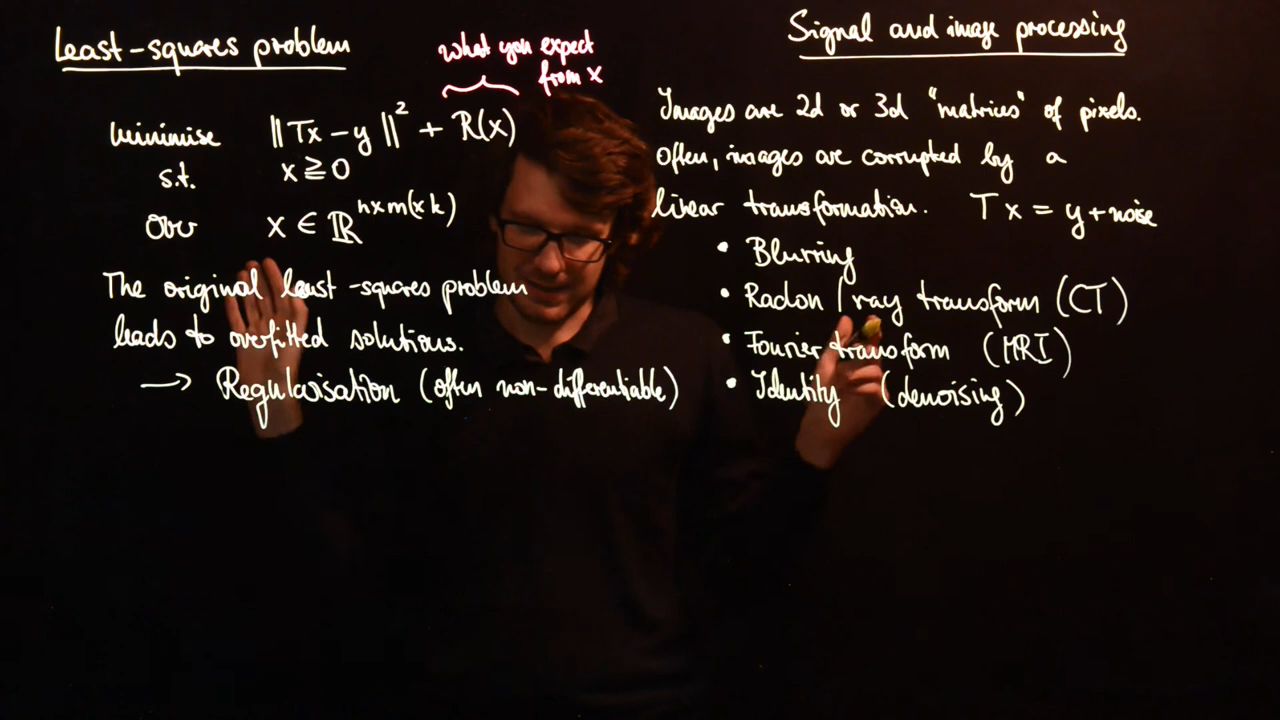 Least-squares problem
what you expect
from x
minimise ‖Tx - y‖² + R(x)
s.t. x ≧ 0
over x ∈ ℝ^{n×m(×k)}
The original least-squares problem
leads to overfitted solutions.
→ Regularisation (often non-differentiable)
Signal and image processing
Images are 2d or 3d "matrices" of pixels.
Often, images are corrupted by a
linear transformation. Tx = y + noise
• Blurring
• Radon / ray transform (CT)
• Fourier transform (MRI)
• Identity (denoising)